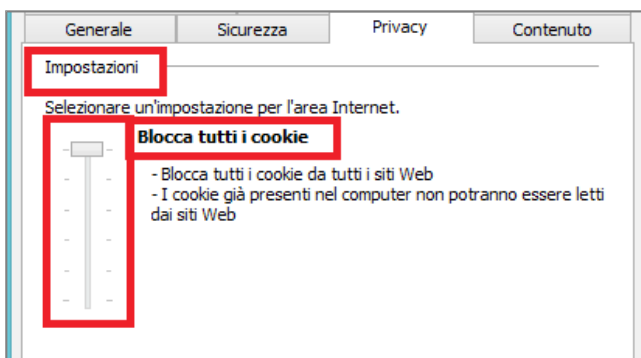 Generale Sicurezza Privacy Contenuto
Impostazioni
Selezionare un'impostazione per l'area Internet.
Blocca tutti i cookie
- Blocca tutti i cookie da tutti i siti Web
- I cookie già presenti nel computer non potranno essere letti
dai siti Web